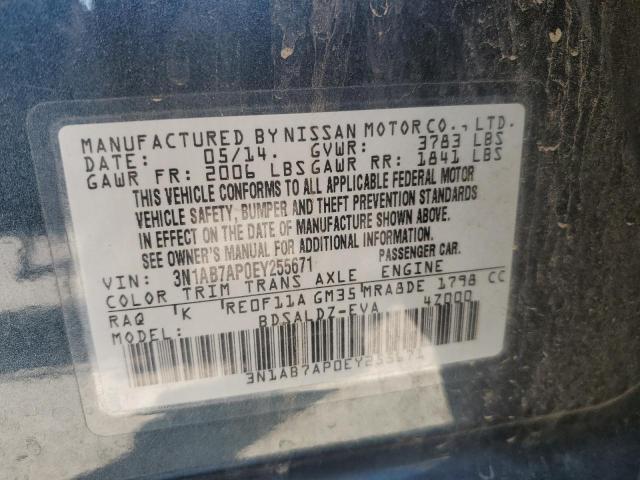 MANUFACTURED BY NISSAN MOTOR CO., LTD.
DATE: 05/14. GVWR: 3783 LBS
GAWR FR: 2006 LBS GAWR RR: 1841 LBS
THIS VEHICLE CONFORMS TO ALL APPLICABLE FEDERAL MOTOR
VEHICLE SAFETY, BUMPER AND THEFT PREVENTION STANDARDS
IN EFFECT ON THE DATE OF MANUFACTURE SHOWN ABOVE.
SEE OWNER'S MANUAL FOR ADDITIONAL INFORMATION.
VIN: 3N1AB7AP0EY255671 PASSENGER CAR.
COLOR TRIM TRANS AXLE ENGINE
RAQ K RE0F11A GM35 MRA8DE 1798 CC
MODEL: BDSALDZ-EVA 4Z000
3N1AB7AP0EY255671